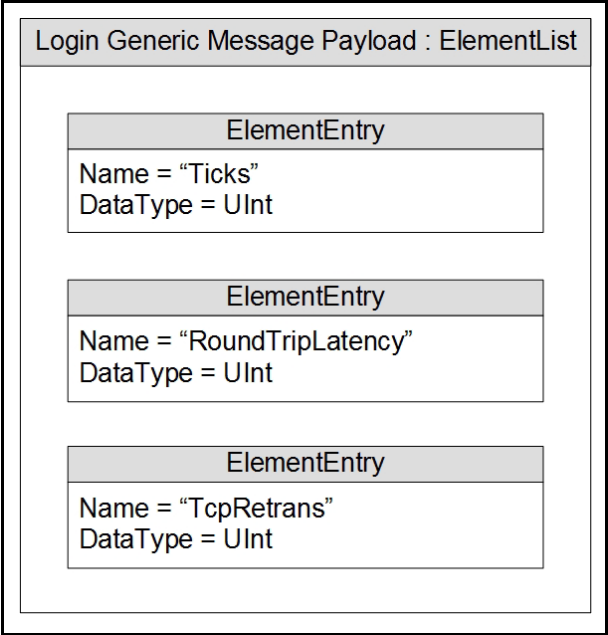 Login Generic Message Payload : ElementList
ElementEntry
Name = “Ticks”
DataType = UInt
ElementEntry
Name = “RoundTripLatency”
DataType = UInt
ElementEntry
Name = “TcpRetrans”
DataType = UInt